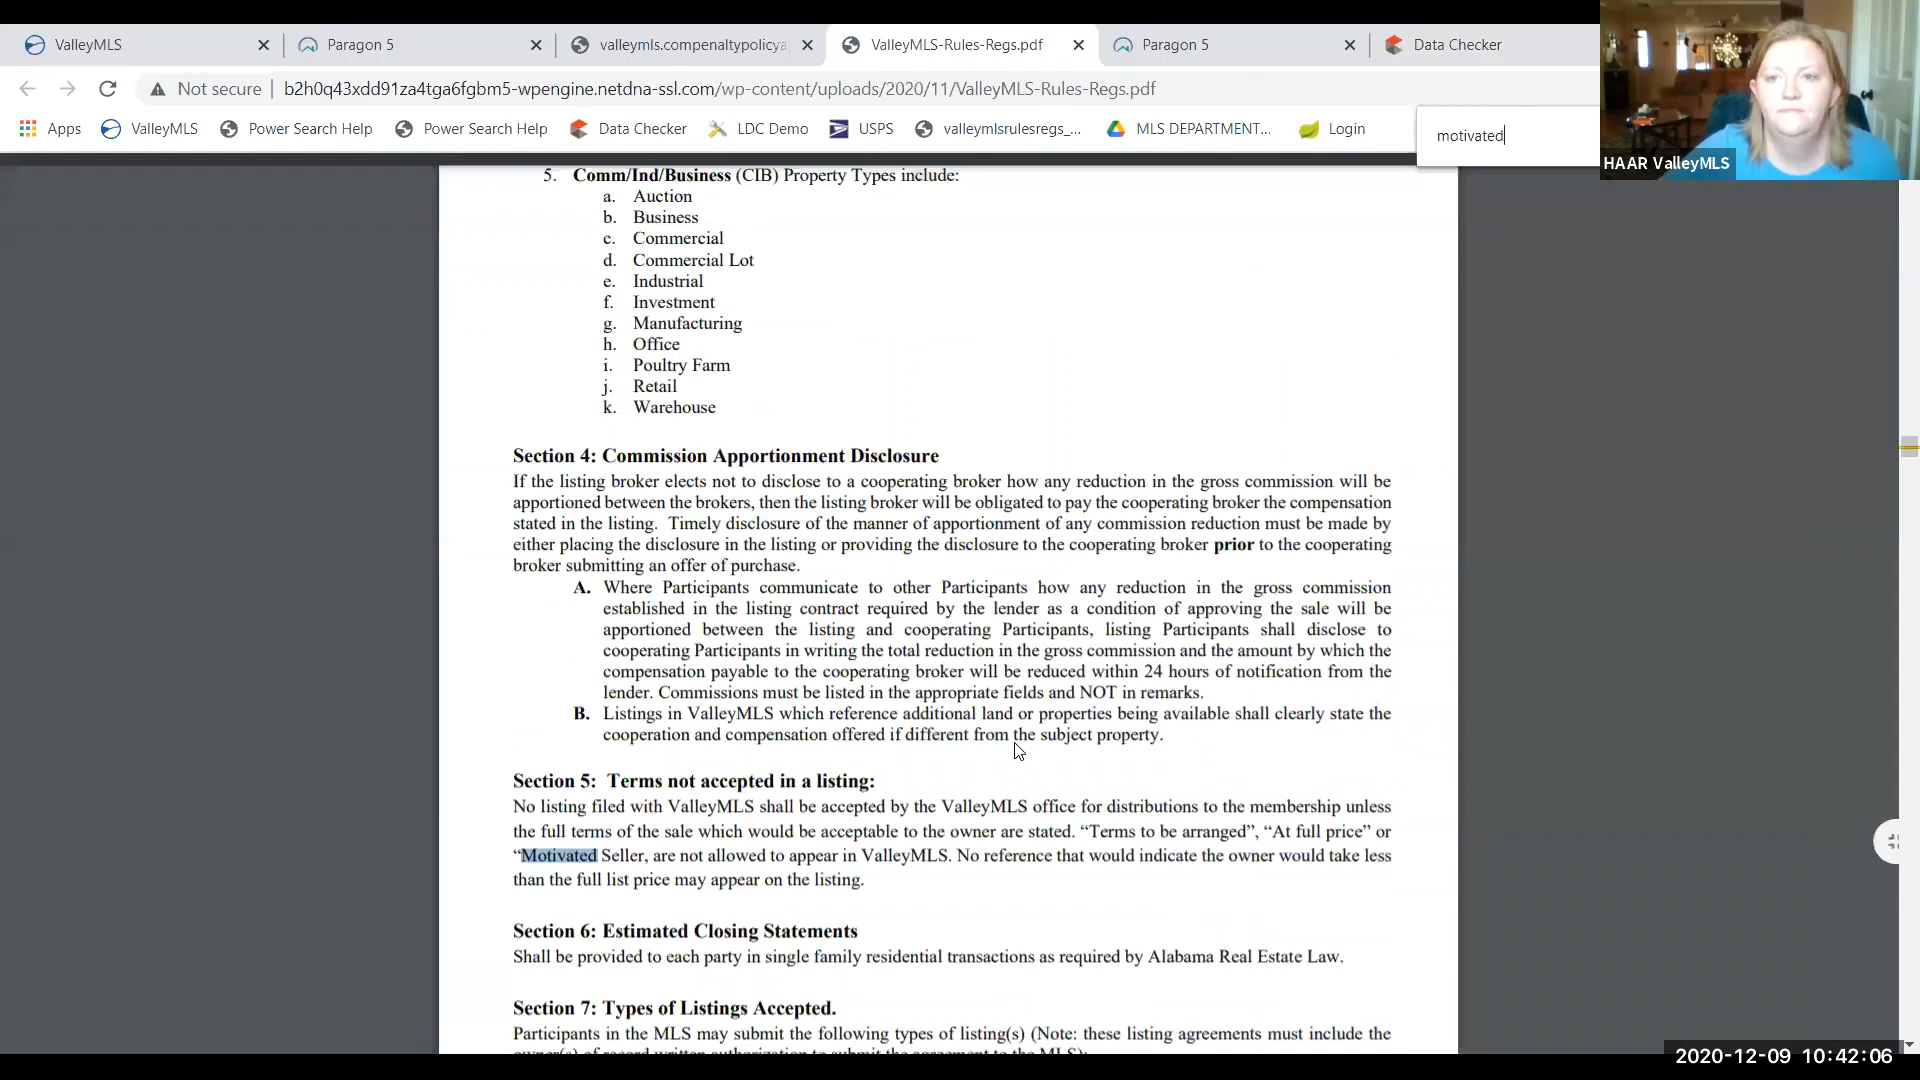 ValleyMLS
Paragon 5
valleymls.compenaltypolicya
ValleyMLS-Rules-Regs.pdf
Paragon 5
Data Checker
Not secure
b2h0q43xdd91za4tga6fgbm5-wpengine.netdna-ssl.com/wp-content/uploads/2020/11/ValleyMLS-Rules-Regs.pdf
Apps
ValleyMLS
Power Search Help
Power Search Help
Data Checker
LDC Demo
USPS
valleymlsrulesregs_...
MLS DEPARTMENT...
Login
motivated
HAAR ValleyMLS
5. Comm/Ind/Business (CIB) Property Types include:
a. Auction
b. Business
c. Commercial
d. Commercial Lot
e. Industrial
f. Investment
g. Manufacturing
h. Office
i. Poultry Farm
j. Retail
k. Warehouse
Section 4: Commission Apportionment Disclosure
If the listing broker elects not to disclose to a cooperating broker how any reduction in the gross commission will be
apportioned between the brokers, then the listing broker will be obligated to pay the cooperating broker the compensation
stated in the listing. Timely disclosure of the manner of apportionment of any commission reduction must be made by
either placing the disclosure in the listing or providing the disclosure to the cooperating broker prior to the cooperating
broker submitting an offer of purchase.
A. Where Participants communicate to other Participants how any reduction in the gross commission
established in the listing contract required by the lender as a condition of approving the sale will be
apportioned between the listing and cooperating Participants, listing Participants shall disclose to
cooperating Participants in writing the total reduction in the gross commission and the amount by which the
compensation payable to the cooperating broker will be reduced within 24 hours of notification from the
lender. Commissions must be listed in the appropriate fields and NOT in remarks.
B. Listings in ValleyMLS which reference additional land or properties being available shall clearly state the
cooperation and compensation offered if different from the subject property.
Section 5: Terms not accepted in a listing:
No listing filed with ValleyMLS shall be accepted by the ValleyMLS office for distributions to the membership unless
the full terms of the sale which would be acceptable to the owner are stated. “Terms to be arranged”, “At full price” or
“Motivated Seller, are not allowed to appear in ValleyMLS. No reference that would indicate the owner would take less
than the full list price may appear on the listing.
Section 6: Estimated Closing Statements
Shall be provided to each party in single family residential transactions as required by Alabama Real Estate Law.
Section 7: Types of Listings Accepted.
Participants in the MLS may submit the following types of listing(s) (Note: these listing agreements must include the
owner(s) of record written authorization to submit the agreement to the MLS):
2020-12-09 10:42:06